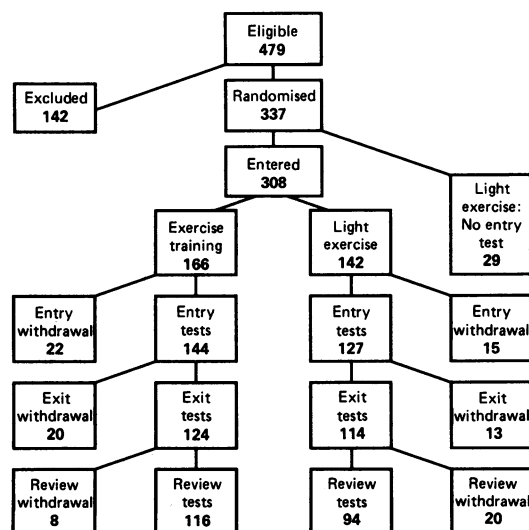 Eligible
479
Excluded
142
Randomised
337
Entered
308
Light
exercise:
No entry
test
29
Exercise
training
166
Light
exercise
142
Entry
withdrawal
22
Entry
tests
144
Entry
tests
127
Entry
withdrawal
15
Exit
withdrawal
20
Exit
tests
124
Exit
tests
114
Exit
withdrawal
13
Review
withdrawal
8
Review
tests
116
Review
tests
94
Review
withdrawal
20